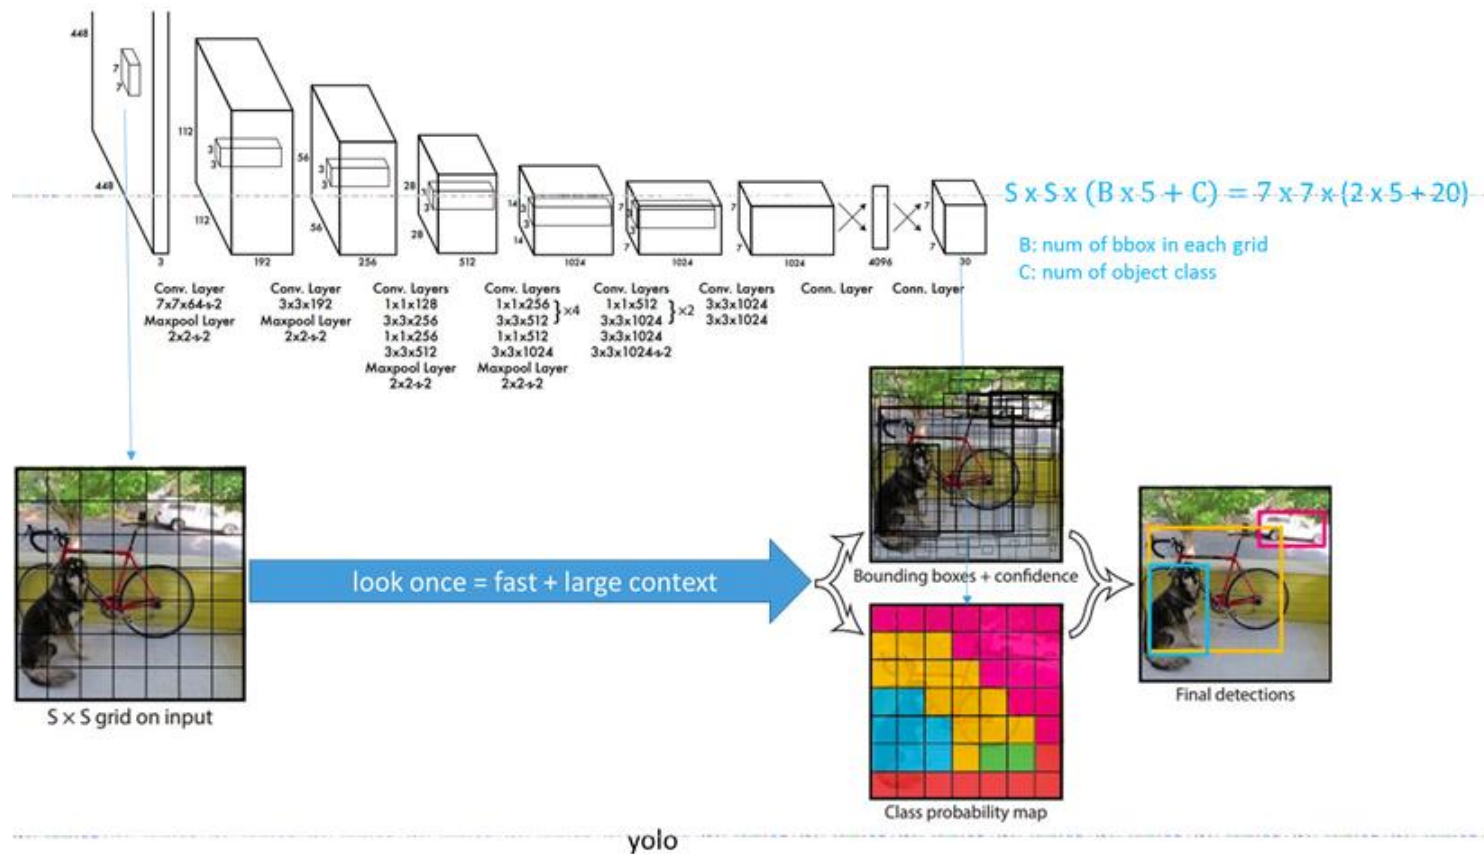 448
7
7
448
3
112
3
3
112
192
56
3
3
56
256
28
3
3
28
512
14
3
3
14
1024
7
3
3
7
1024
7
7
1024
4096
7
7
30
S x S x (B x 5 + C) = 7 x 7 x (2 x 5 + 20)
B: num of bbox in each grid
C: num of object class
Conv. Layer
7x7x64-s-2
Maxpool Layer
2x2-s-2
Conv. Layer
3x3x192
Maxpool Layer
2x2-s-2
Conv. Layers
1x1x128
3x3x256
1x1x256
3x3x512
Maxpool Layer
2x2-s-2
Conv. Layers
1x1x256
3x3x512 }×4
1x1x512
3x3x1024
Maxpool Layer
2x2-s-2
Conv. Layers
1x1x512
3x3x1024 }×2
3x3x1024
3x3x1024-s-2
Conv. Layers
3x3x1024
3x3x1024
Conn. Layer
Conn. Layer
S × S grid on input
look once = fast + large context
Bounding boxes + confidence
Class probability map
Final detections
yolo